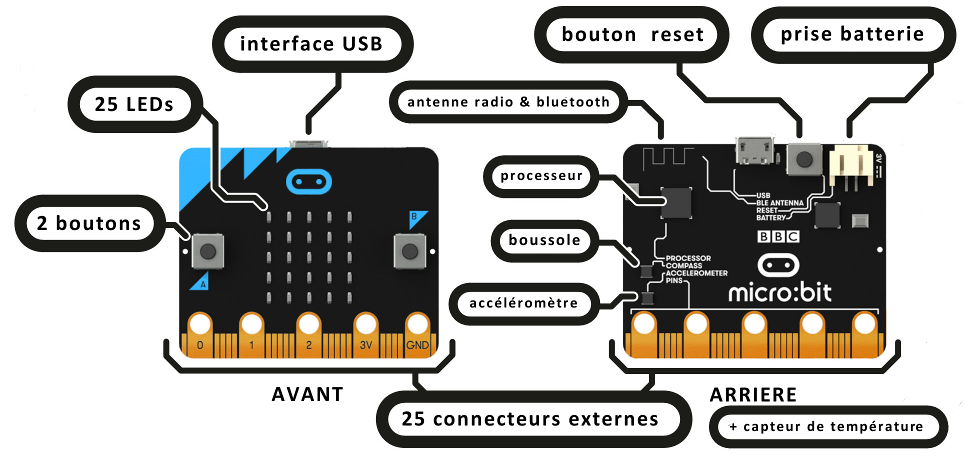 interface USB
bouton reset
prise batterie
25 LEDs
antenne radio & bluetooth
2 boutons
processeur
boussole
accéléromètre
B
A
0 1 2 3V GND
3V
USB
BLE ANTENNA
RESET
BATTERY
BBC
PROCESSOR
COMPASS
ACCELEROMETER
PINS
micro:bit
AVANT
ARRIERE
25 connecteurs externes
+ capteur de température